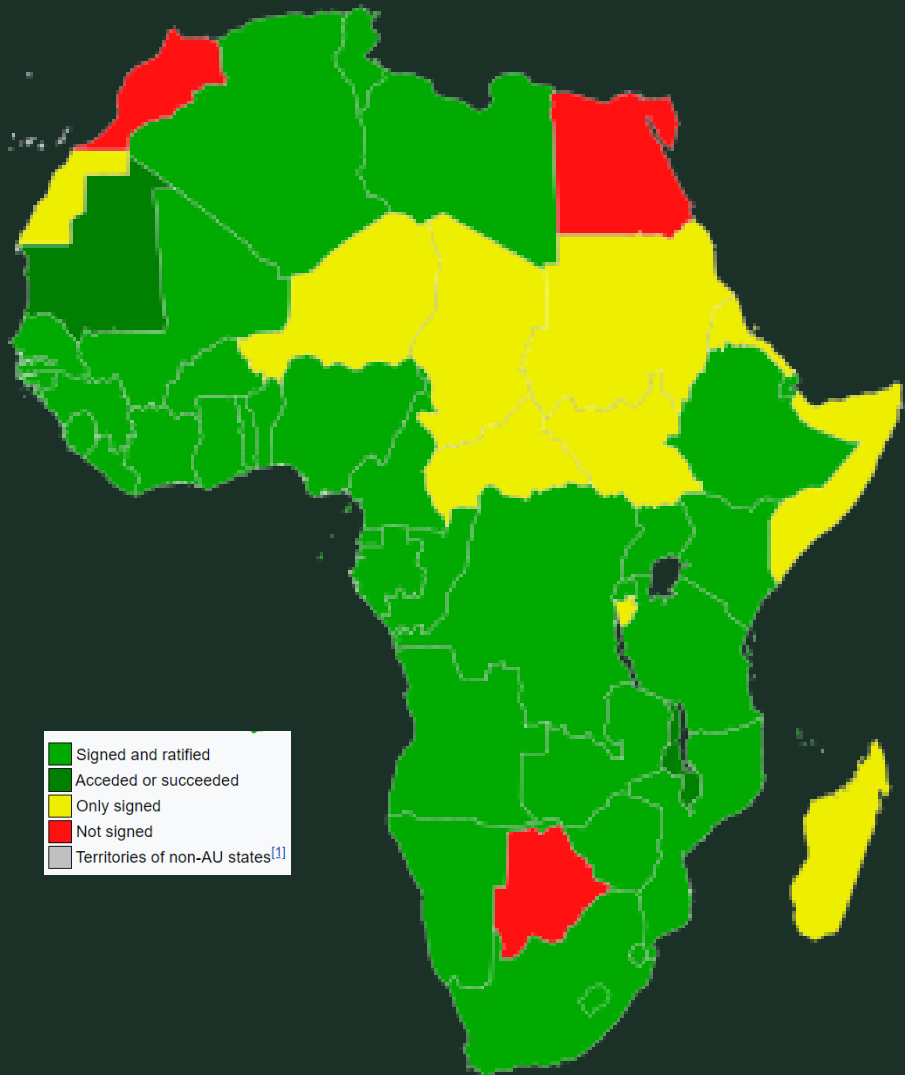 Signed and ratified
Acceded or succeeded
Only signed
Not signed
Territories of non-AU states[1]